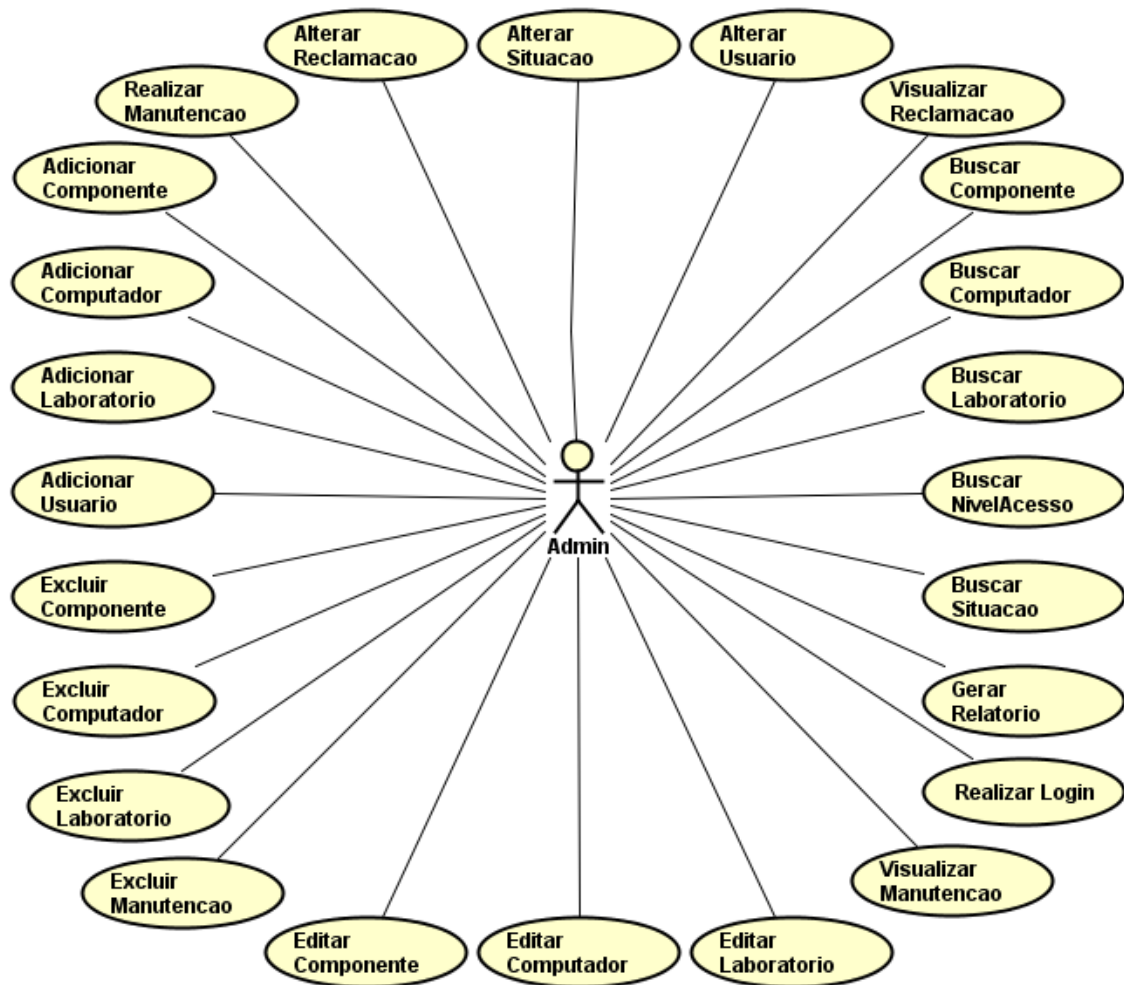 Alterar
Reclamacao
Alterar
Situacao
Alterar
Usuario
Realizar
Manutencao
Visualizar
Reclamacao
Adicionar
Componente
Buscar
Componente
Adicionar
Computador
Buscar
Computador
Adicionar
Laboratorio
Buscar
Laboratorio
Adicionar
Usuario
Buscar
NivelAcesso
Admin
Excluir
Componente
Buscar
Situacao
Excluir
Computador
Gerar
Relatorio
Excluir
Laboratorio
Realizar Login
Excluir
Manutencao
Visualizar
Manutencao
Editar
Componente
Editar
Computador
Editar
Laboratorio